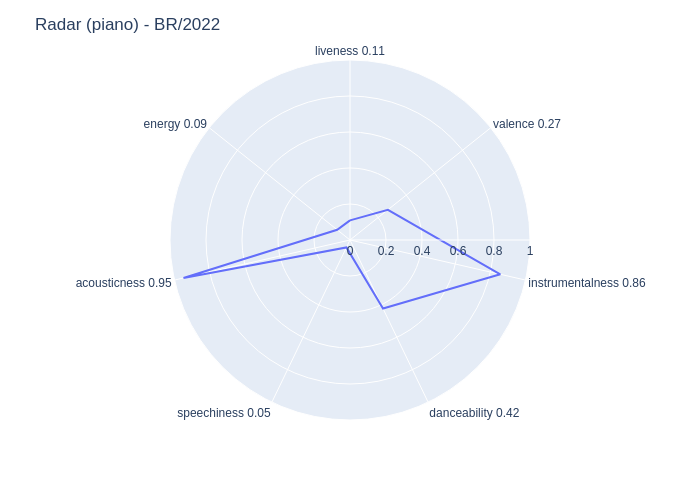 Radar (piano) - BR/2022
liveness 0.11
energy 0.09
valence 0.27
0 0.2 0.4 0.6 0.8 1
acousticness 0.95
instrumentalness 0.86
speechiness 0.05
danceability 0.42